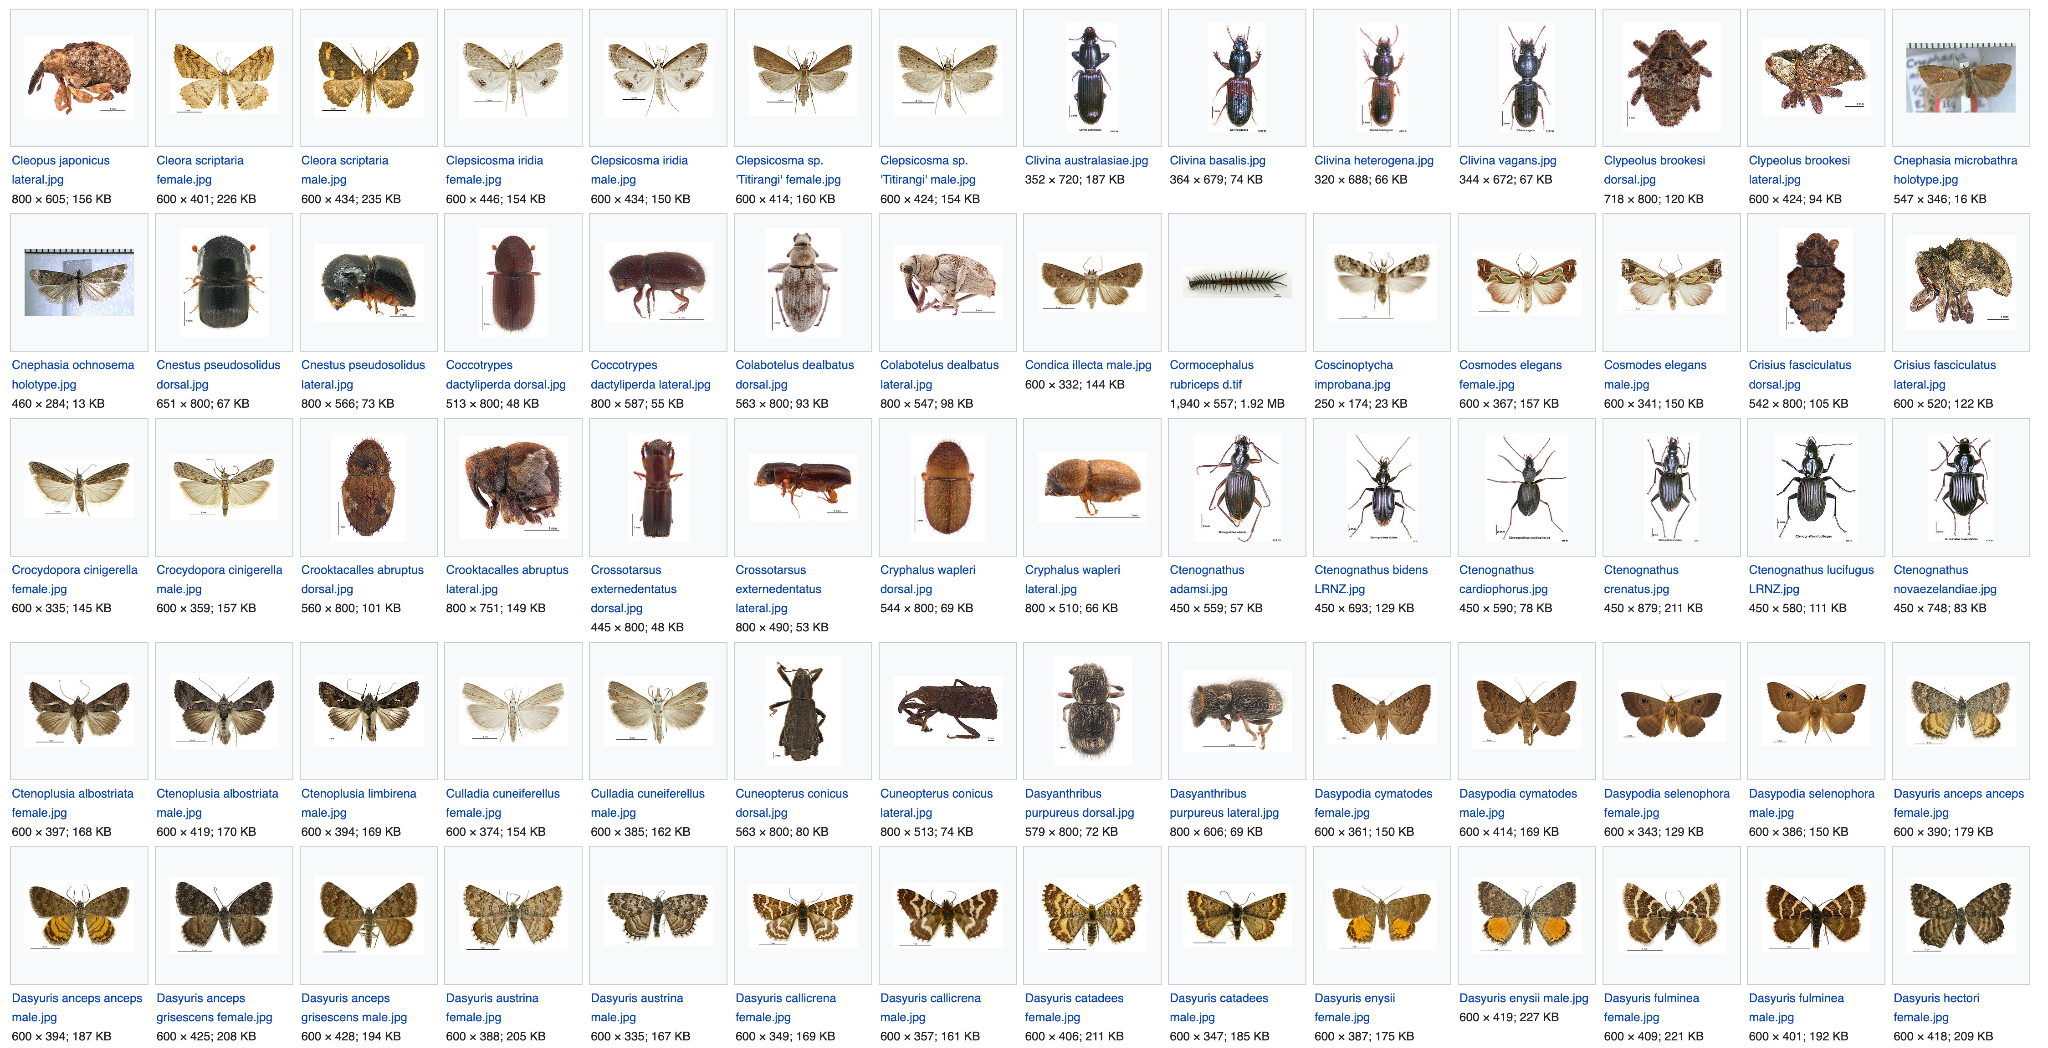 Cleopus japonicus
lateral.jpg
800 × 605; 156 KB
Cleora scriptaria
female.jpg
600 × 401; 226 KB
Cleora scriptaria
male.jpg
600 × 434; 235 KB
Clepsicosma iridia
female.jpg
600 × 446; 154 KB
Clepsicosma iridia
male.jpg
600 × 434; 150 KB
Clepsicosma sp.
'Titirangi' female.jpg
600 × 414; 160 KB
Clepsicosma sp.
'Titirangi' male.jpg
600 × 424; 154 KB
Clivina australasiae.jpg
352 × 720; 187 KB
Clivina basalis.jpg
364 × 679; 74 KB
Clivina heterogena.jpg
320 × 688; 66 KB
Clivina vagans.jpg
344 × 672; 67 KB
Clypeolus brookesi
dorsal.jpg
718 × 800; 120 KB
Clypeolus brookesi
lateral.jpg
600 × 424; 94 KB
Cnephasia microbathra
holotype.jpg
547 × 346; 16 KB
Cnephasia ochnosema
holotype.jpg
460 × 284; 13 KB
Cnestus pseudosolidus
dorsal.jpg
651 × 800; 67 KB
Cnestus pseudosolidus
lateral.jpg
800 × 566; 73 KB
Coccotrypes
dactyliperda dorsal.jpg
513 × 800; 48 KB
Coccotrypes
dactyliperda lateral.jpg
800 × 587; 55 KB
Colabotelus dealbatus
dorsal.jpg
563 × 800; 93 KB
Colabotelus dealbatus
lateral.jpg
800 × 547; 98 KB
Condica illecta male.jpg
600 × 332; 144 KB
Cormocephalus
rubriceps d.tif
1,940 × 557; 1.92 MB
Coscinoptycha
improbana.jpg
250 × 174; 23 KB
Cosmodes elegans
female.jpg
600 × 367; 157 KB
Cosmodes elegans
male.jpg
600 × 341; 150 KB
Crisius fasciculatus
dorsal.jpg
542 × 800; 105 KB
Crisius fasciculatus
lateral.jpg
600 × 520; 122 KB
Crocydopora cinigerella
female.jpg
600 × 335; 145 KB
Crocydopora cinigerella
male.jpg
600 × 359; 157 KB
Crooktacalles abruptus
dorsal.jpg
560 × 800; 101 KB
Crooktacalles abruptus
lateral.jpg
800 × 751; 149 KB
Crossotarsus
externedentatus
dorsal.jpg
445 × 800; 48 KB
Crossotarsus
externedentatus
lateral.jpg
800 × 490; 53 KB
Cryphalus wapleri
dorsal.jpg
544 × 800; 69 KB
Cryphalus wapleri
lateral.jpg
800 × 510; 66 KB
Ctenognathus
adamsi.jpg
450 × 559; 57 KB
Ctenognathus bidens
LRNZ.jpg
450 × 693; 129 KB
Ctenognathus
cardiophorus.jpg
450 × 590; 78 KB
Ctenognathus
crenatus.jpg
450 × 879; 211 KB
Ctenognathus lucifugus
LRNZ.jpg
450 × 580; 111 KB
Ctenognathus
novaezelandiae.jpg
450 × 748; 83 KB
Ctenoplusia albostriata
female.jpg
600 × 397; 168 KB
Ctenoplusia albostriata
male.jpg
600 × 419; 170 KB
Ctenoplusia limbirena
male.jpg
600 × 394; 169 KB
Culladia cuneiferellus
female.jpg
600 × 374; 154 KB
Culladia cuneiferellus
male.jpg
600 × 385; 162 KB
Cuneopterus conicus
dorsal.jpg
563 × 800; 80 KB
Cuneopterus conicus
lateral.jpg
800 × 513; 74 KB
Dasyanthribus
purpureus dorsal.jpg
579 × 800; 72 KB
Dasyanthribus
purpureus lateral.jpg
800 × 606; 69 KB
Dasypodia cymatodes
female.jpg
600 × 361; 150 KB
Dasypodia cymatodes
male.jpg
600 × 414; 169 KB
Dasypodia selenophora
female.jpg
600 × 343; 129 KB
Dasypodia selenophora
male.jpg
600 × 386; 150 KB
Dasyuris anceps anceps
female.jpg
600 × 390; 179 KB
Dasyuris anceps anceps
male.jpg
600 × 394; 187 KB
Dasyuris anceps
grisescens female.jpg
600 × 425; 208 KB
Dasyuris anceps
grisescens male.jpg
600 × 428; 194 KB
Dasyuris austrina
female.jpg
600 × 388; 205 KB
Dasyuris austrina
male.jpg
600 × 335; 167 KB
Dasyuris callicrena
female.jpg
600 × 349; 169 KB
Dasyuris callicrena
male.jpg
600 × 357; 161 KB
Dasyuris catadees
female.jpg
600 × 406; 211 KB
Dasyuris catadees
male.jpg
600 × 347; 185 KB
Dasyuris enysii
female.jpg
600 × 387; 175 KB
Dasyuris enysii male.jpg
600 × 419; 227 KB
Dasyuris fulminea
female.jpg
600 × 409; 221 KB
Dasyuris fulminea
male.jpg
600 × 401; 192 KB
Dasyuris hectori
female.jpg
600 × 418; 209 KB